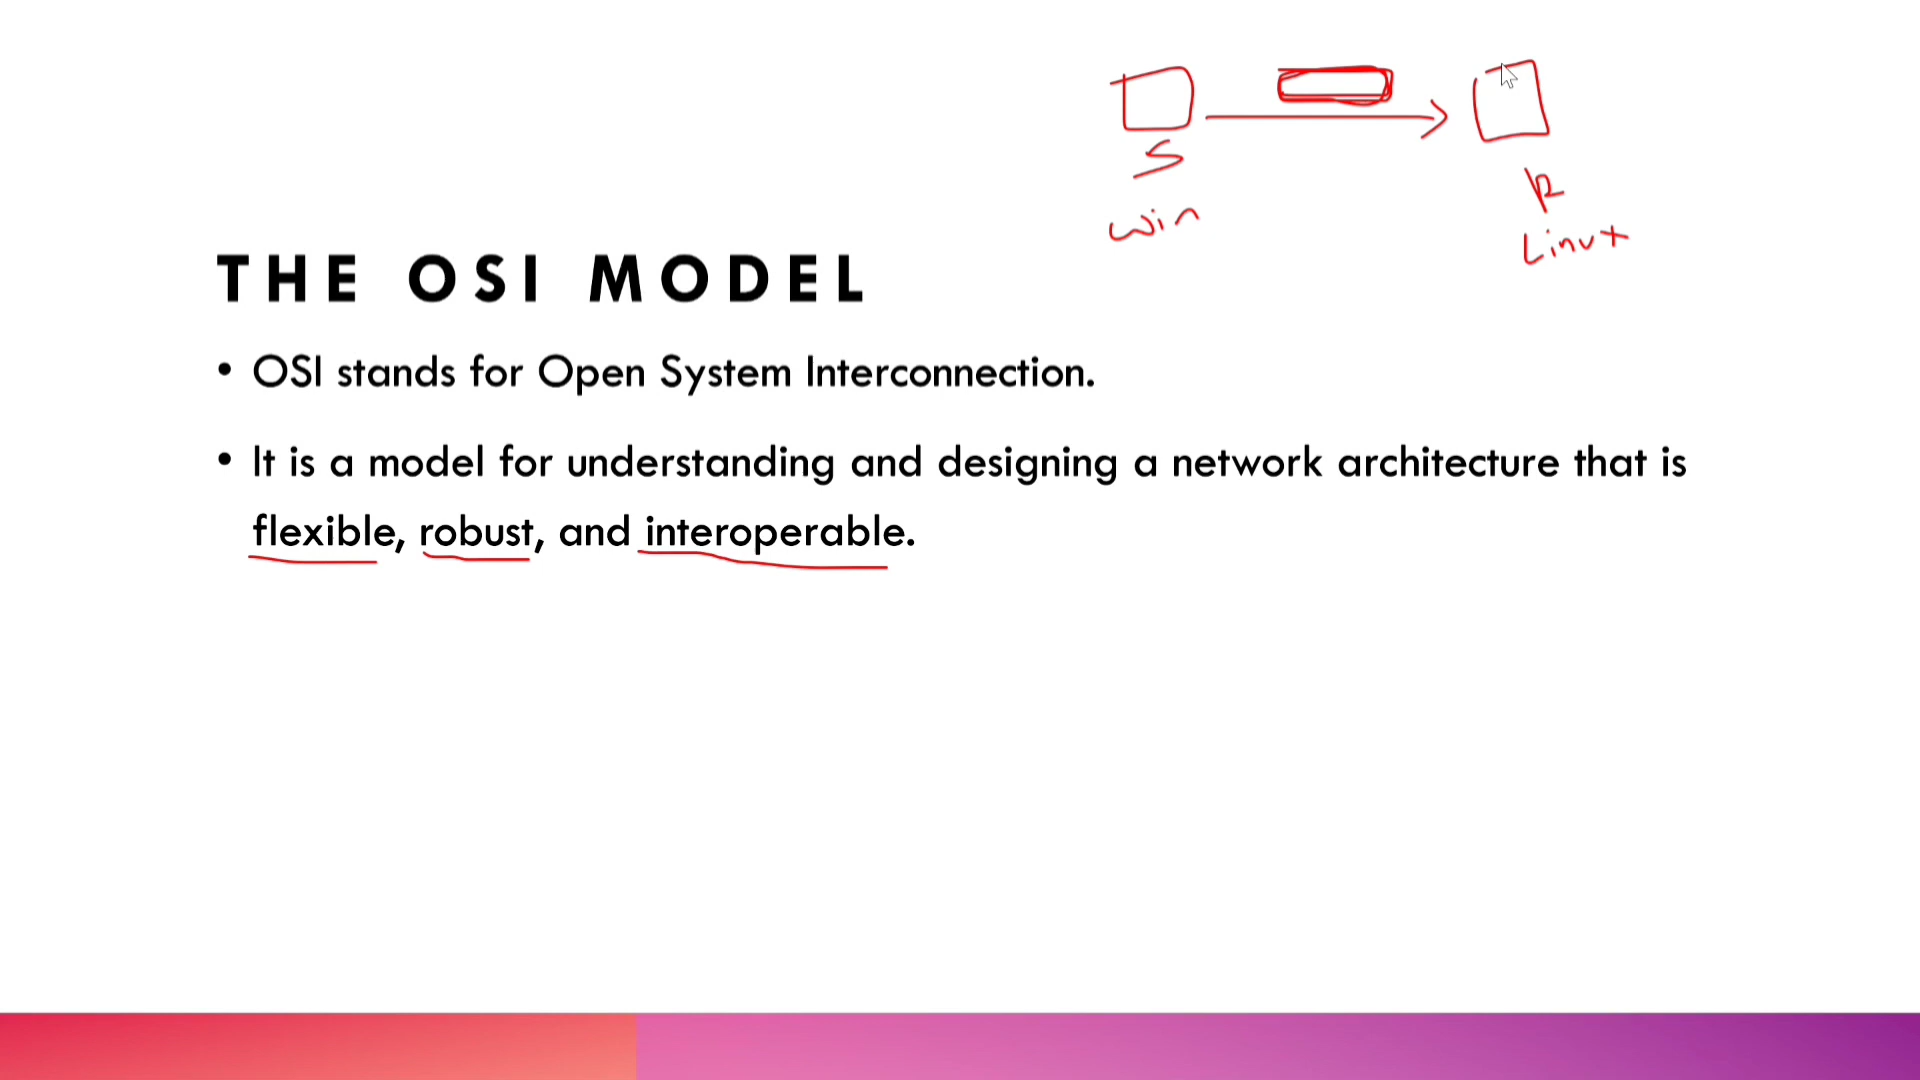 S
R
Win
Linux
THE OSI MODEL
• OSI stands for Open System Interconnection.
• It is a model for understanding and designing a network architecture that is
flexible, robust, and interoperable.